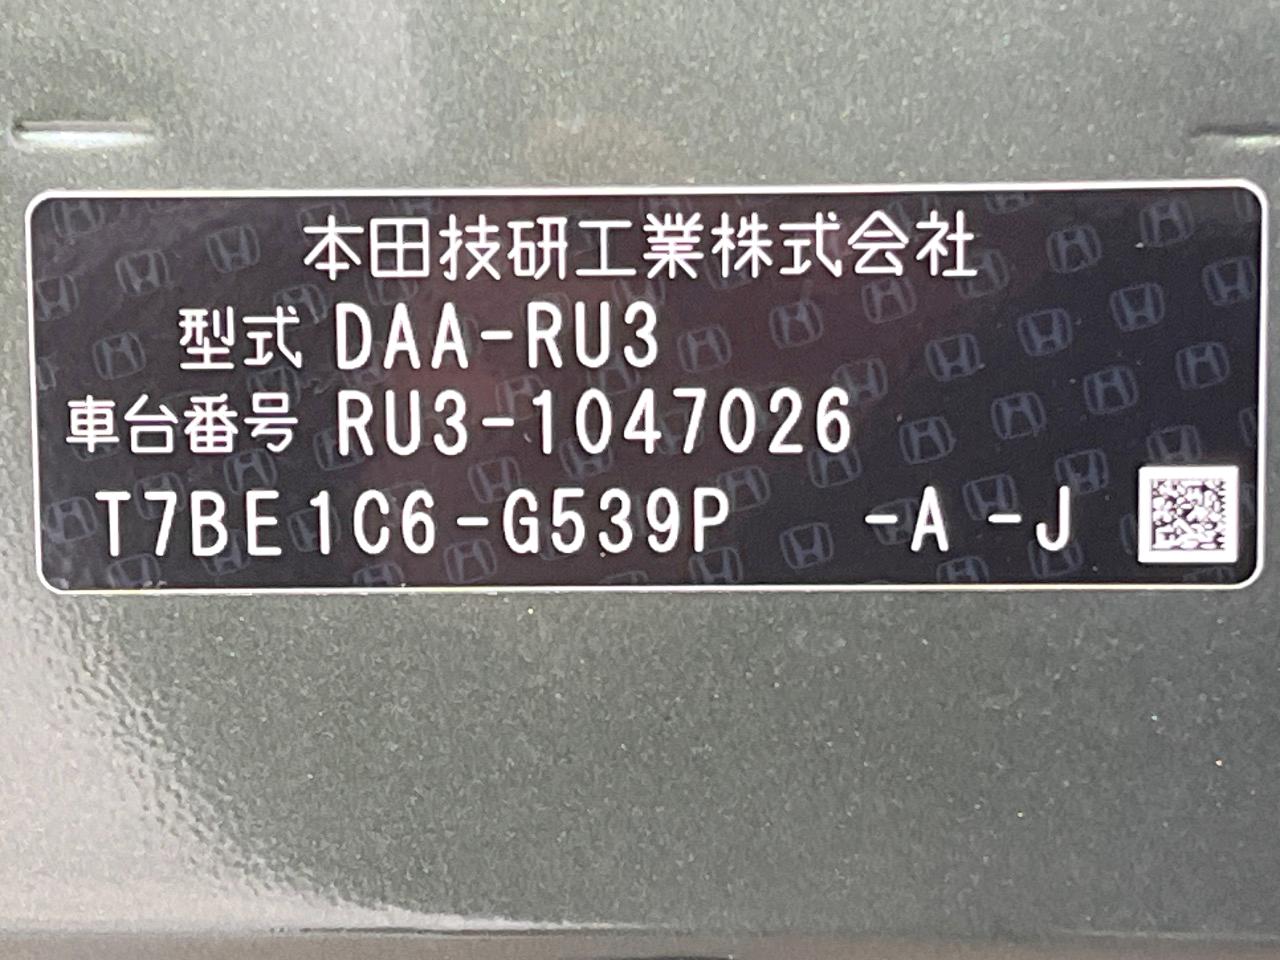 本田技研工業株式会社
型式 DAA-RU3
車台番号 RU3-1047026
T7BE1C6-G539P -A -J